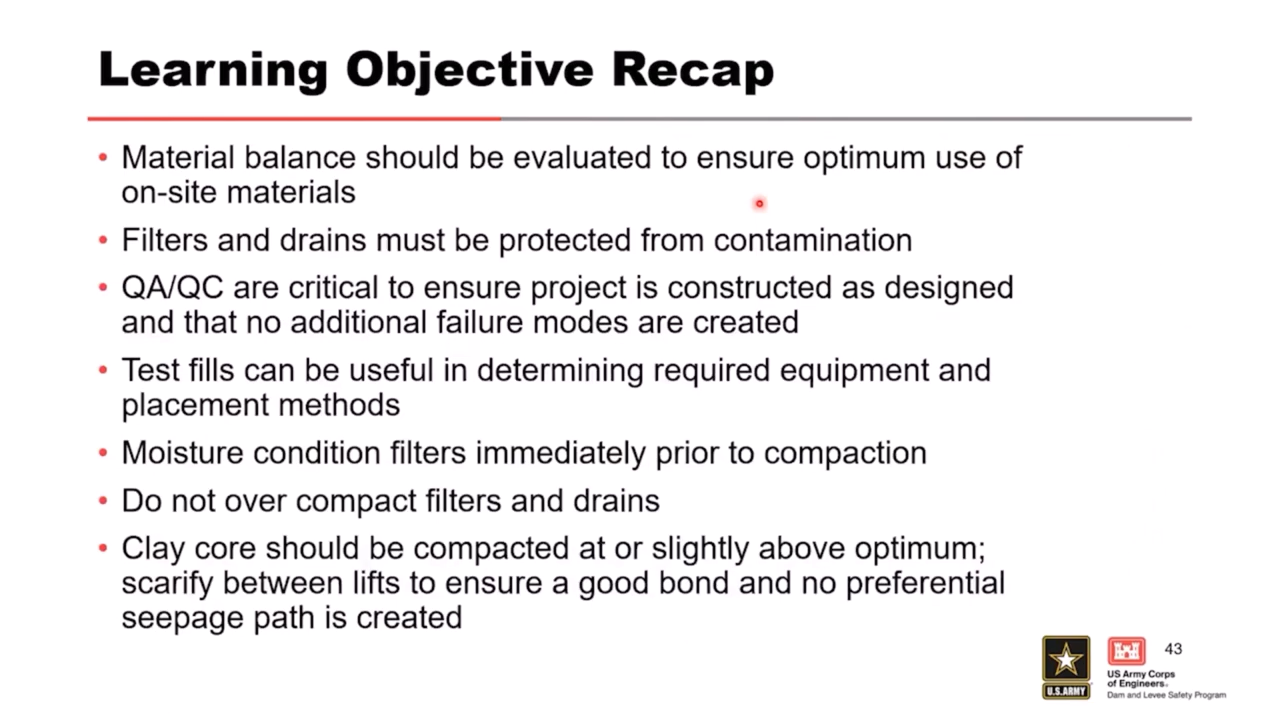 Learning Objective Recap
• Material balance should be evaluated to ensure optimum use of
on-site materials
• Filters and drains must be protected from contamination
• QA/QC are critical to ensure project is constructed as designed
and that no additional failure modes are created
• Test fills can be useful in determining required equipment and
placement methods
• Moisture condition filters immediately prior to compaction
• Do not over compact filters and drains
• Clay core should be compacted at or slightly above optimum;
scarify between lifts to ensure a good bond and no preferential
seepage path is created
43
U.S.ARMY
US Army Corps
of Engineers®
Dam and Levee Safety Program